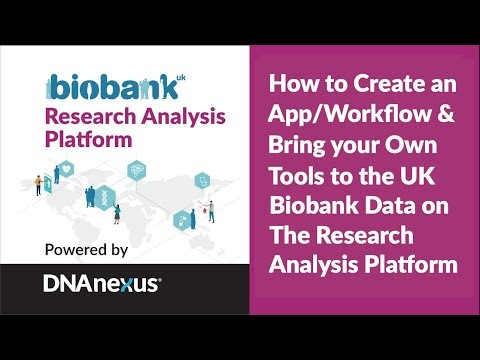 biobank uk
Research Analysis
Platform
Powered by
DNAnexus®
How to Create an
App/Workflow &
Bring your Own
Tools to the UK
Biobank Data on
The Research
Analysis Platform